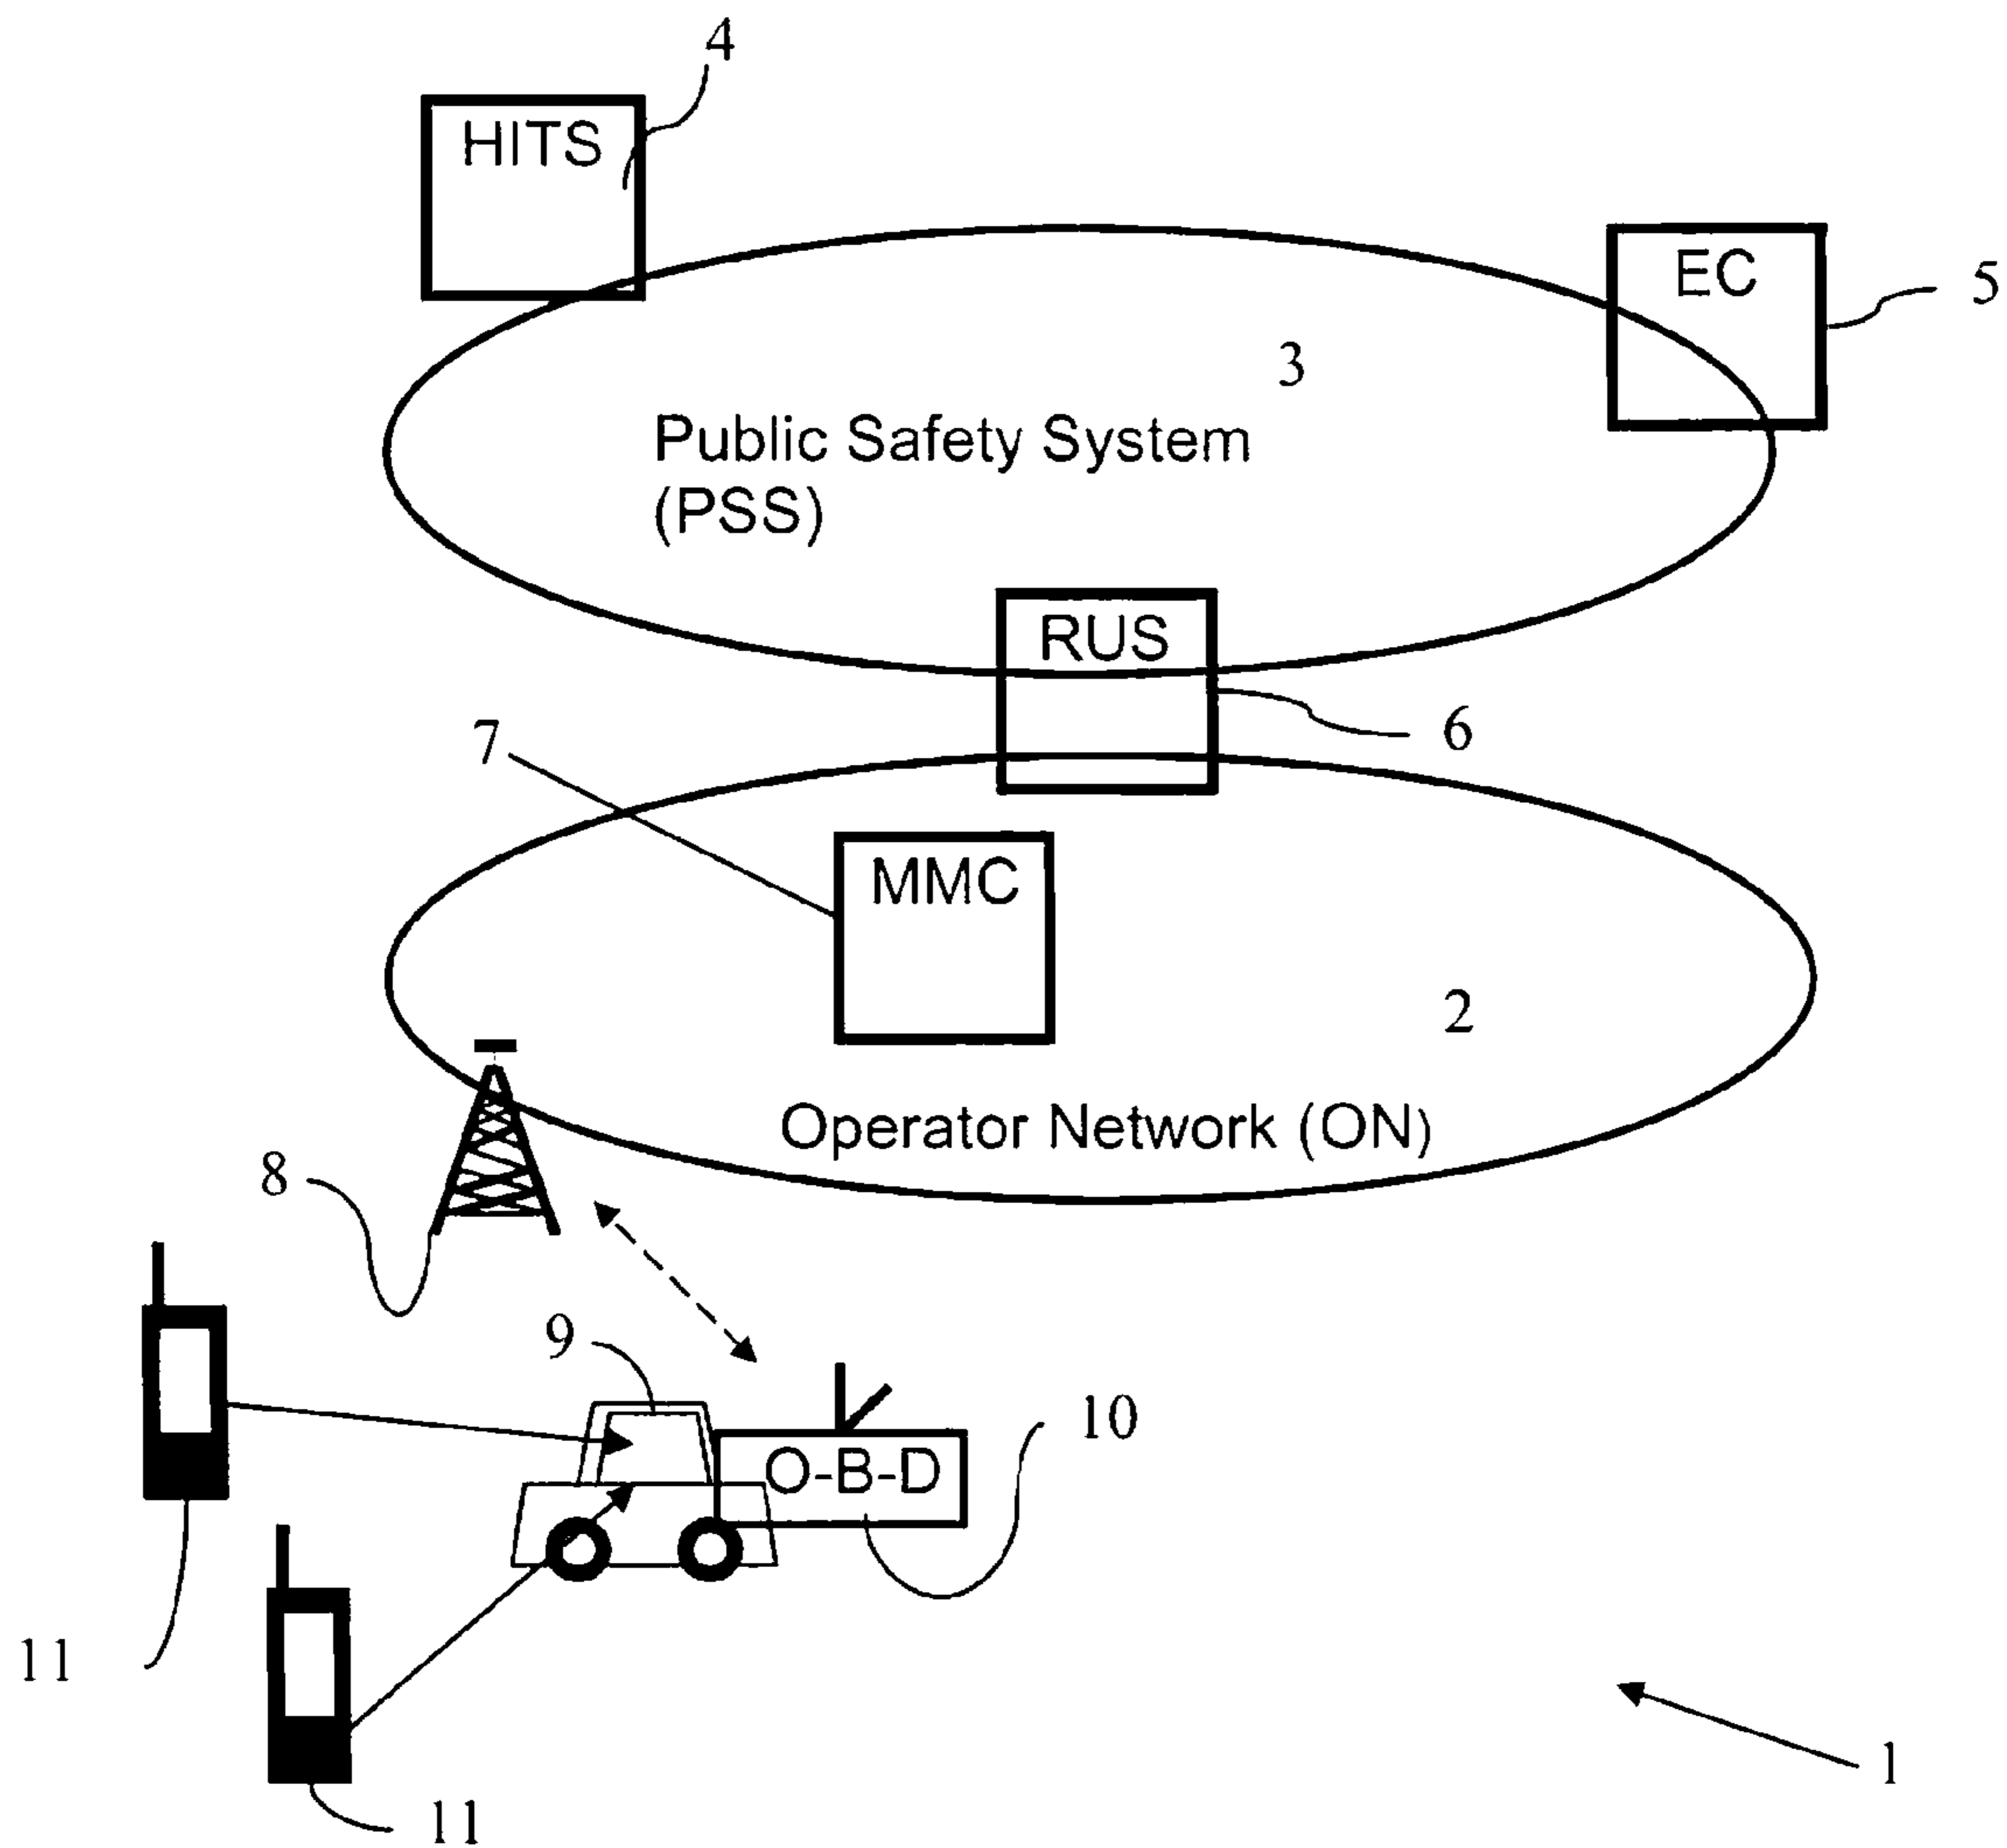 4
HITS
EC
5
3
Public Safety System
(PSS)
RUS
6
7
MMC
2
Operator Network (ON)
8
9
10
O-B-D
11
1
11